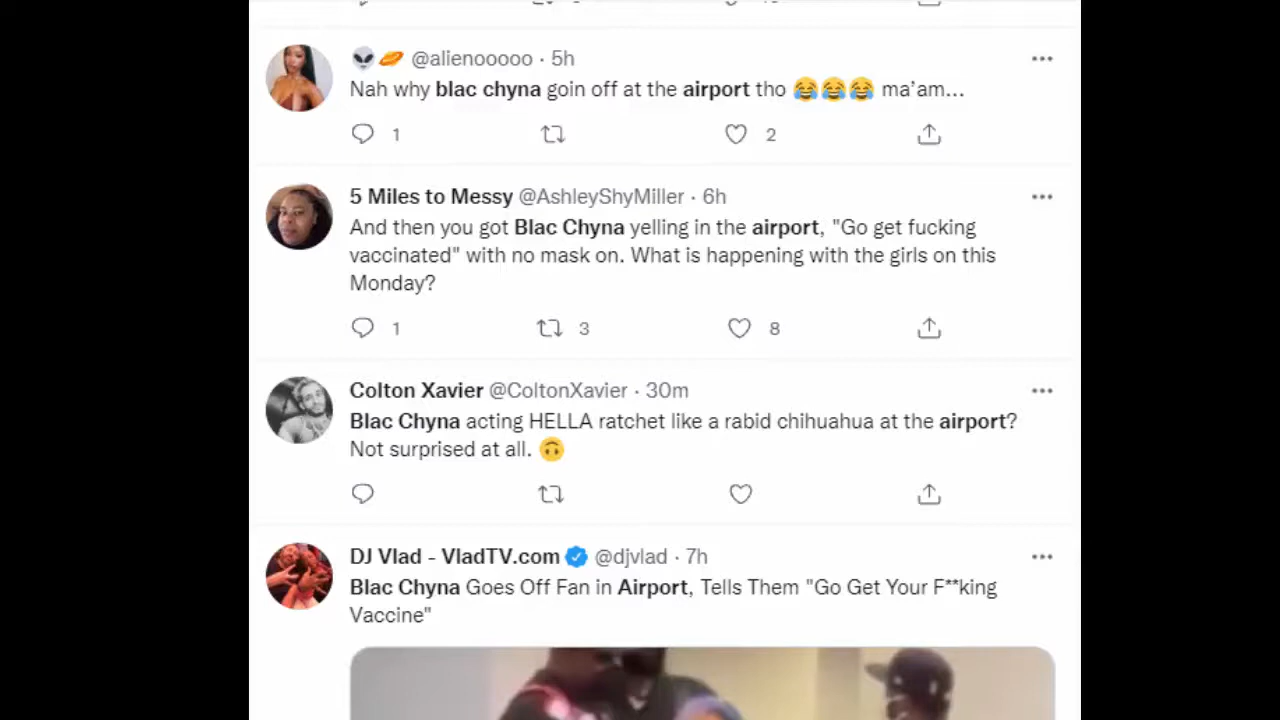 👽🪐 @alienooooo · 5h
Nah why blac chyna goin off at the airport tho 😂😂😂 ma'am...
1 2
5 Miles to Messy @AshleyShyMiller · 6h
And then you got Blac Chyna yelling in the airport, "Go get fucking
vaccinated" with no mask on. What is happening with the girls on this
Monday?
1 3 8
Colton Xavier @ColtonXavier · 30m
Blac Chyna acting HELLA ratchet like a rabid chihuahua at the airport?
Not surprised at all. 🙃
DJ Vlad - VladTV.com @djvlad · 7h
Blac Chyna Goes Off Fan in Airport, Tells Them "Go Get Your F**king
Vaccine"